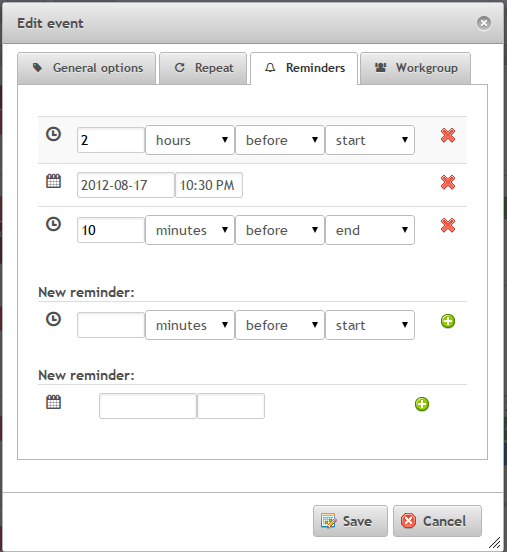 Edit event
General options Repeat Reminders Workgroup
2 hours before start
2012-08-17 10:30 PM
10 minutes before end
New reminder:
minutes before start
New reminder:
Save Cancel